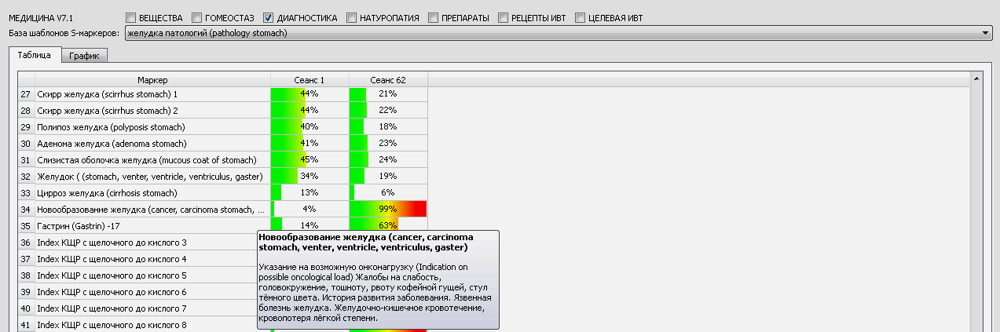 МЕДИЦИНА V7.1 ВЕЩЕСТВА ГОМЕОСТАЗ ДИАГНОСТИКА НАТУРОПАТИЯ ПРЕПАРАТЫ РЕЦЕПТЫ ИВТ ЦЕЛЕВАЯ ИВТ
База шаблонов S-маркеров: желудка патологий (pathology stomach)
Таблица График
Маркер Сеанс 1 Сеанс 62
27 Скирр желудка (scirrhus stomach) 1 44% 21%
28 Скирр желудка (scirrhus stomach) 2 44% 22%
29 Полипоз желудка (polyposis stomach) 40% 18%
30 Аденома желудка (adenoma stomach) 41% 23%
31 Слизистая оболочка желудка (mucous coat of stomach) 45% 24%
32 Желудок ( (stomach, venter, ventricle, ventriculus, gaster) 34% 19%
33 Цирроз желудка (cirrhosis stomach) 13% 6%
34 Новообразование желудка (cancer, carcinoma stomach, ... 4% 99%
35 Гастрин (Gastrin) -17 14% 63%
36 Index КЩР с щелочного до кислого 3
37 Index КЩР с щелочного до кислого 4
38 Index КЩР с щелочного до кислого 5
39 Index КЩР с щелочного до кислого 6
40 Index КЩР с щелочного до кислого 7
41 Index КЩР с щелочного до кислого 8
Новообразование желудка (cancer, carcinoma
stomach, venter, ventricle, ventriculus, gaster)
Указание на возможную онконагрузку (Indication on
possible oncological load) Жалобы на слабость,
головокружение, тошноту, рвоту кофейной гущей, стул
тёмного цвета. История развития заболевания. Язвенная
болезнь желудка. Желудочно-кишечное кровотечение,
кровопотеря лёгкой степени.